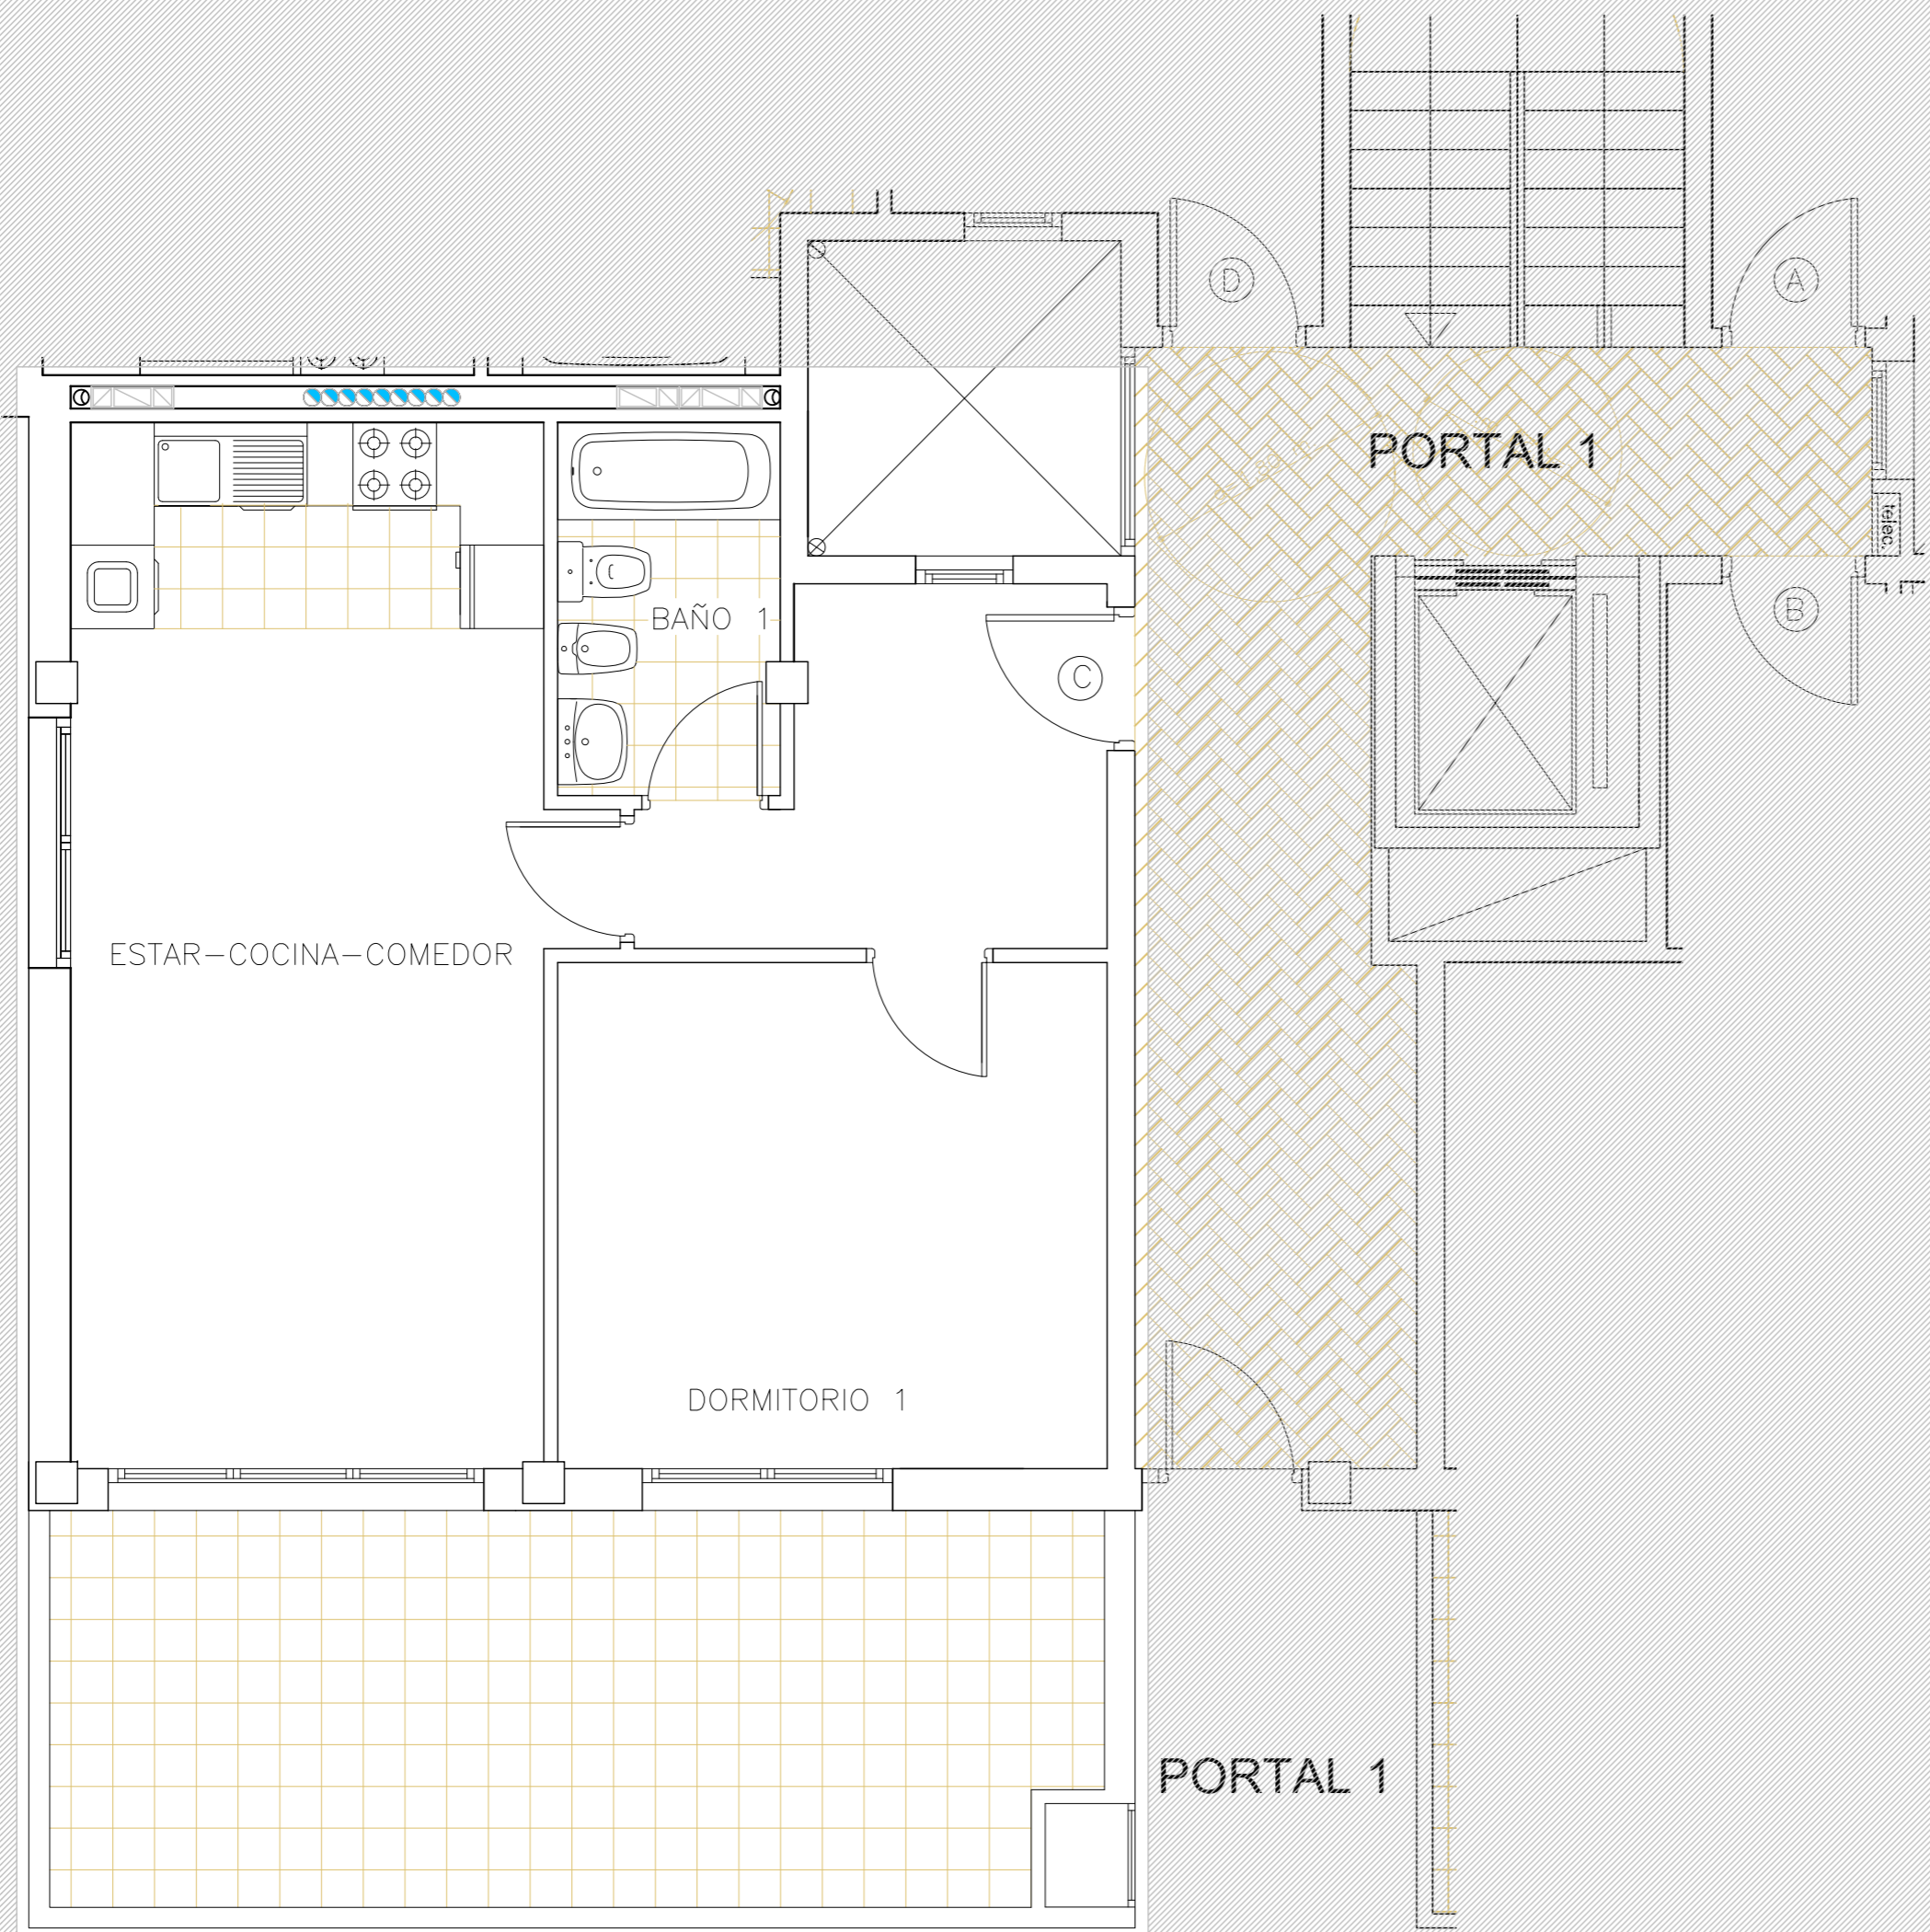 D
A
PORTAL 1
telec.
BAÑO 1
B
C
ESTAR-COCINA-COMEDOR
DORMITORIO 1
PORTAL 1